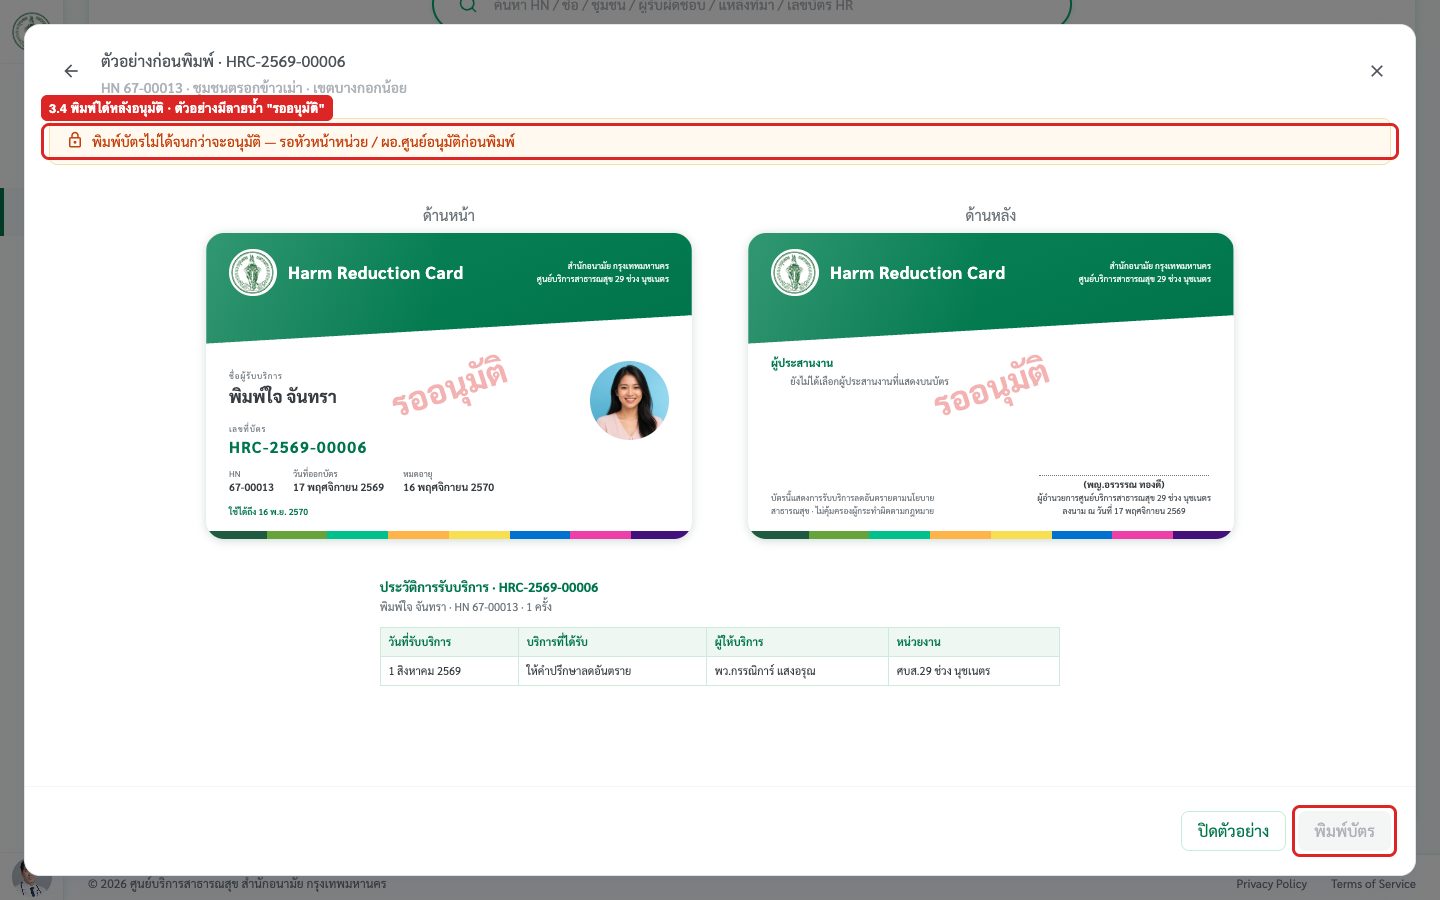 ค้นหา HN / ชื่อ / ชุมชน / ผู้รับผิดชอบ / แหล่งที่มา / เลขบัตร HR
ตัวอย่างก่อนพิมพ์ · HRC-2569-00006
HN 67-00013 · ชุมชนตรอกข้าวเม่า · เขตบางกอกน้อย
3.4 พิมพ์ได้หลังอนุมัติ · ตัวอย่างมีลายน้ำ "รออนุมัติ"
พิมพ์บัตรไม่ได้จนกว่าจะอนุมัติ — รอหัวหน้าหน่วย / ผอ.ศูนย์อนุมัติก่อนพิมพ์
ด้านหน้า
Harm Reduction Card
สำนักอนามัย กรุงเทพมหานคร
ศูนย์บริการสาธารณสุข 29 ช่วง นุชเนตร
ชื่อผู้รับบริการ
พิมพ์ใจ จันทรา
รออนุมัติ
เลขที่บัตร
HRC-2569-00006
HN วันที่ออกบัตร หมดอายุ
67-00013 17 พฤศจิกายน 2569 16 พฤศจิกายน 2570
ใช้ได้ถึง 16 พ.ย. 2570
ด้านหลัง
Harm Reduction Card
สำนักอนามัย กรุงเทพมหานคร
ศูนย์บริการสาธารณสุข 29 ช่วง นุชเนตร
ผู้ประสานงาน
ยังไม่ได้เลือกผู้ประสานงานที่แสดงบนบัตร
รออนุมัติ
บัตรนี้แสดงการรับบริการลดอันตรายตามนโยบาย
สาธารณสุข · ไม่คุ้มครองผู้กระทำผิดตามกฎหมาย
(พญ.อรวรรณ ทองดี)
ผู้อำนวยการศูนย์บริการสาธารณสุข 29 ช่วง นุชเนตร
ลงนาม ณ วันที่ 17 พฤศจิกายน 2569
ประวัติการรับบริการ · HRC-2569-00006
พิมพ์ใจ จันทรา · HN 67-00013 · 1 ครั้ง
วันที่รับบริการ บริการที่ได้รับ ผู้ให้บริการ หน่วยงาน
1 สิงหาคม 2569 ให้คำปรึกษาลดอันตราย พว.กรรณิการ์ แสงอรุณ ศบส.29 ช่วง นุชเนตร
ปิดตัวอย่าง พิมพ์บัตร
© 2026 ศูนย์บริการสาธารณสุข สำนักอนามัย กรุงเทพมหานคร Privacy Policy Terms of Service